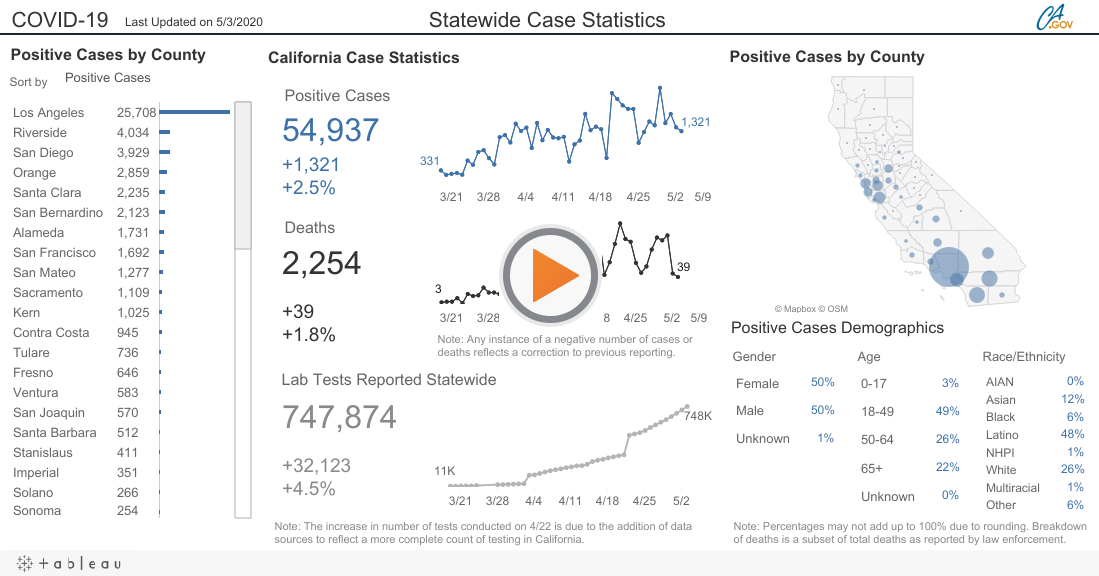 COVID-19 Last Updated on 5/3/2020 Statewide Case Statistics CA .GOV
Positive Cases by County
Sort by Positive Cases
Los Angeles 25,708
Riverside 4,034
San Diego 3,929
Orange 2,859
Santa Clara 2,235
San Bernardino 2,123
Alameda 1,731
San Francisco 1,692
San Mateo 1,277
Sacramento 1,109
Kern 1,025
Contra Costa 945
Tulare 736
Fresno 646
Ventura 583
San Joaquin 570
Santa Barbara 512
Stanislaus 411
Imperial 351
Solano 266
Sonoma 254
California Case Statistics
Positive Cases
54,937
+1,321
+2.5%
331
1,321
3/21 3/28 4/4 4/11 4/18 4/25 5/2 5/9
Deaths
2,254
+39
+1.8%
3
39
3/21 3/28 8 4/25 5/2 5/9
Note: Any instance of a negative number of cases or
deaths reflects a correction to previous reporting.
Lab Tests Reported Statewide
747,874
+32,123
+4.5%
11K
748K
3/21 3/28 4/4 4/11 4/18 4/25 5/2
Note: The increase in number of tests conducted on 4/22 is due to the addition of data
sources to reflect a more complete count of testing in California.
Positive Cases by County
© Mapbox © OSM
Positive Cases Demographics
Gender
Female 50%
Male 50%
Unknown 1%
Age
0-17 3%
18-49 49%
50-64 26%
65+ 22%
Unknown 0%
Race/Ethnicity
AIAN 0%
Asian 12%
Black 6%
Latino 48%
NHPI 1%
White 26%
Multiracial 1%
Other 6%
Note: Percentages may not add up to 100% due to rounding. Breakdown
of deaths is a subset of total deaths as reported by law enforcement.
+ableau